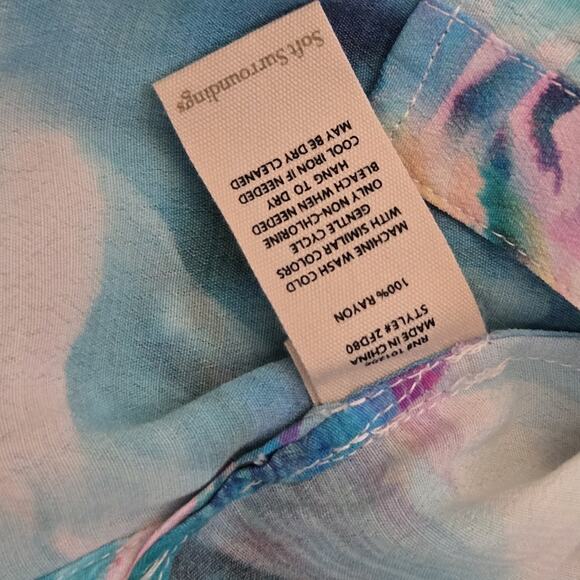 RN#
MADE IN CHINA
STYLE# 2FD80
100% RAYON
MACHINE WASH COLD
WITH SIMILAR COLORS
GENTLE CYCLE
ONLY NON-CHLORINE
BLEACH WHEN NEEDED
HANG TO DRY
COOL IRON IF NEEDED
MAY BE DRY CLEANED
Soft Surroundings